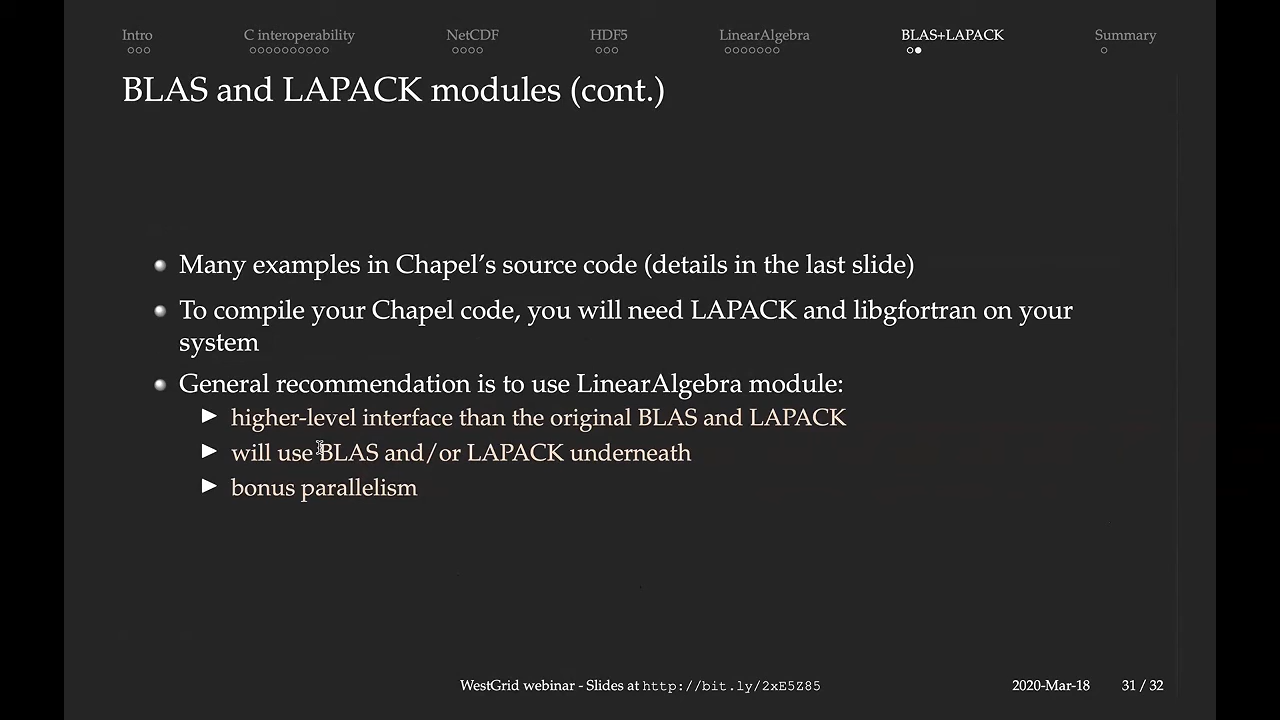 Intro C interoperability NetCDF HDF5 LinearAlgebra BLAS+LAPACK Summary
BLAS and LAPACK modules (cont.)
Many examples in Chapel's source code (details in the last slide)
To compile your Chapel code, you will need LAPACK and libgfortran on your
system
General recommendation is to use LinearAlgebra module:
higher-level interface than the original BLAS and LAPACK
will use BLAS and/or LAPACK underneath
bonus parallelism
WestGrid webinar - Slides at http://bit.ly/2xE5Z85 2020-Mar-18 31 / 32